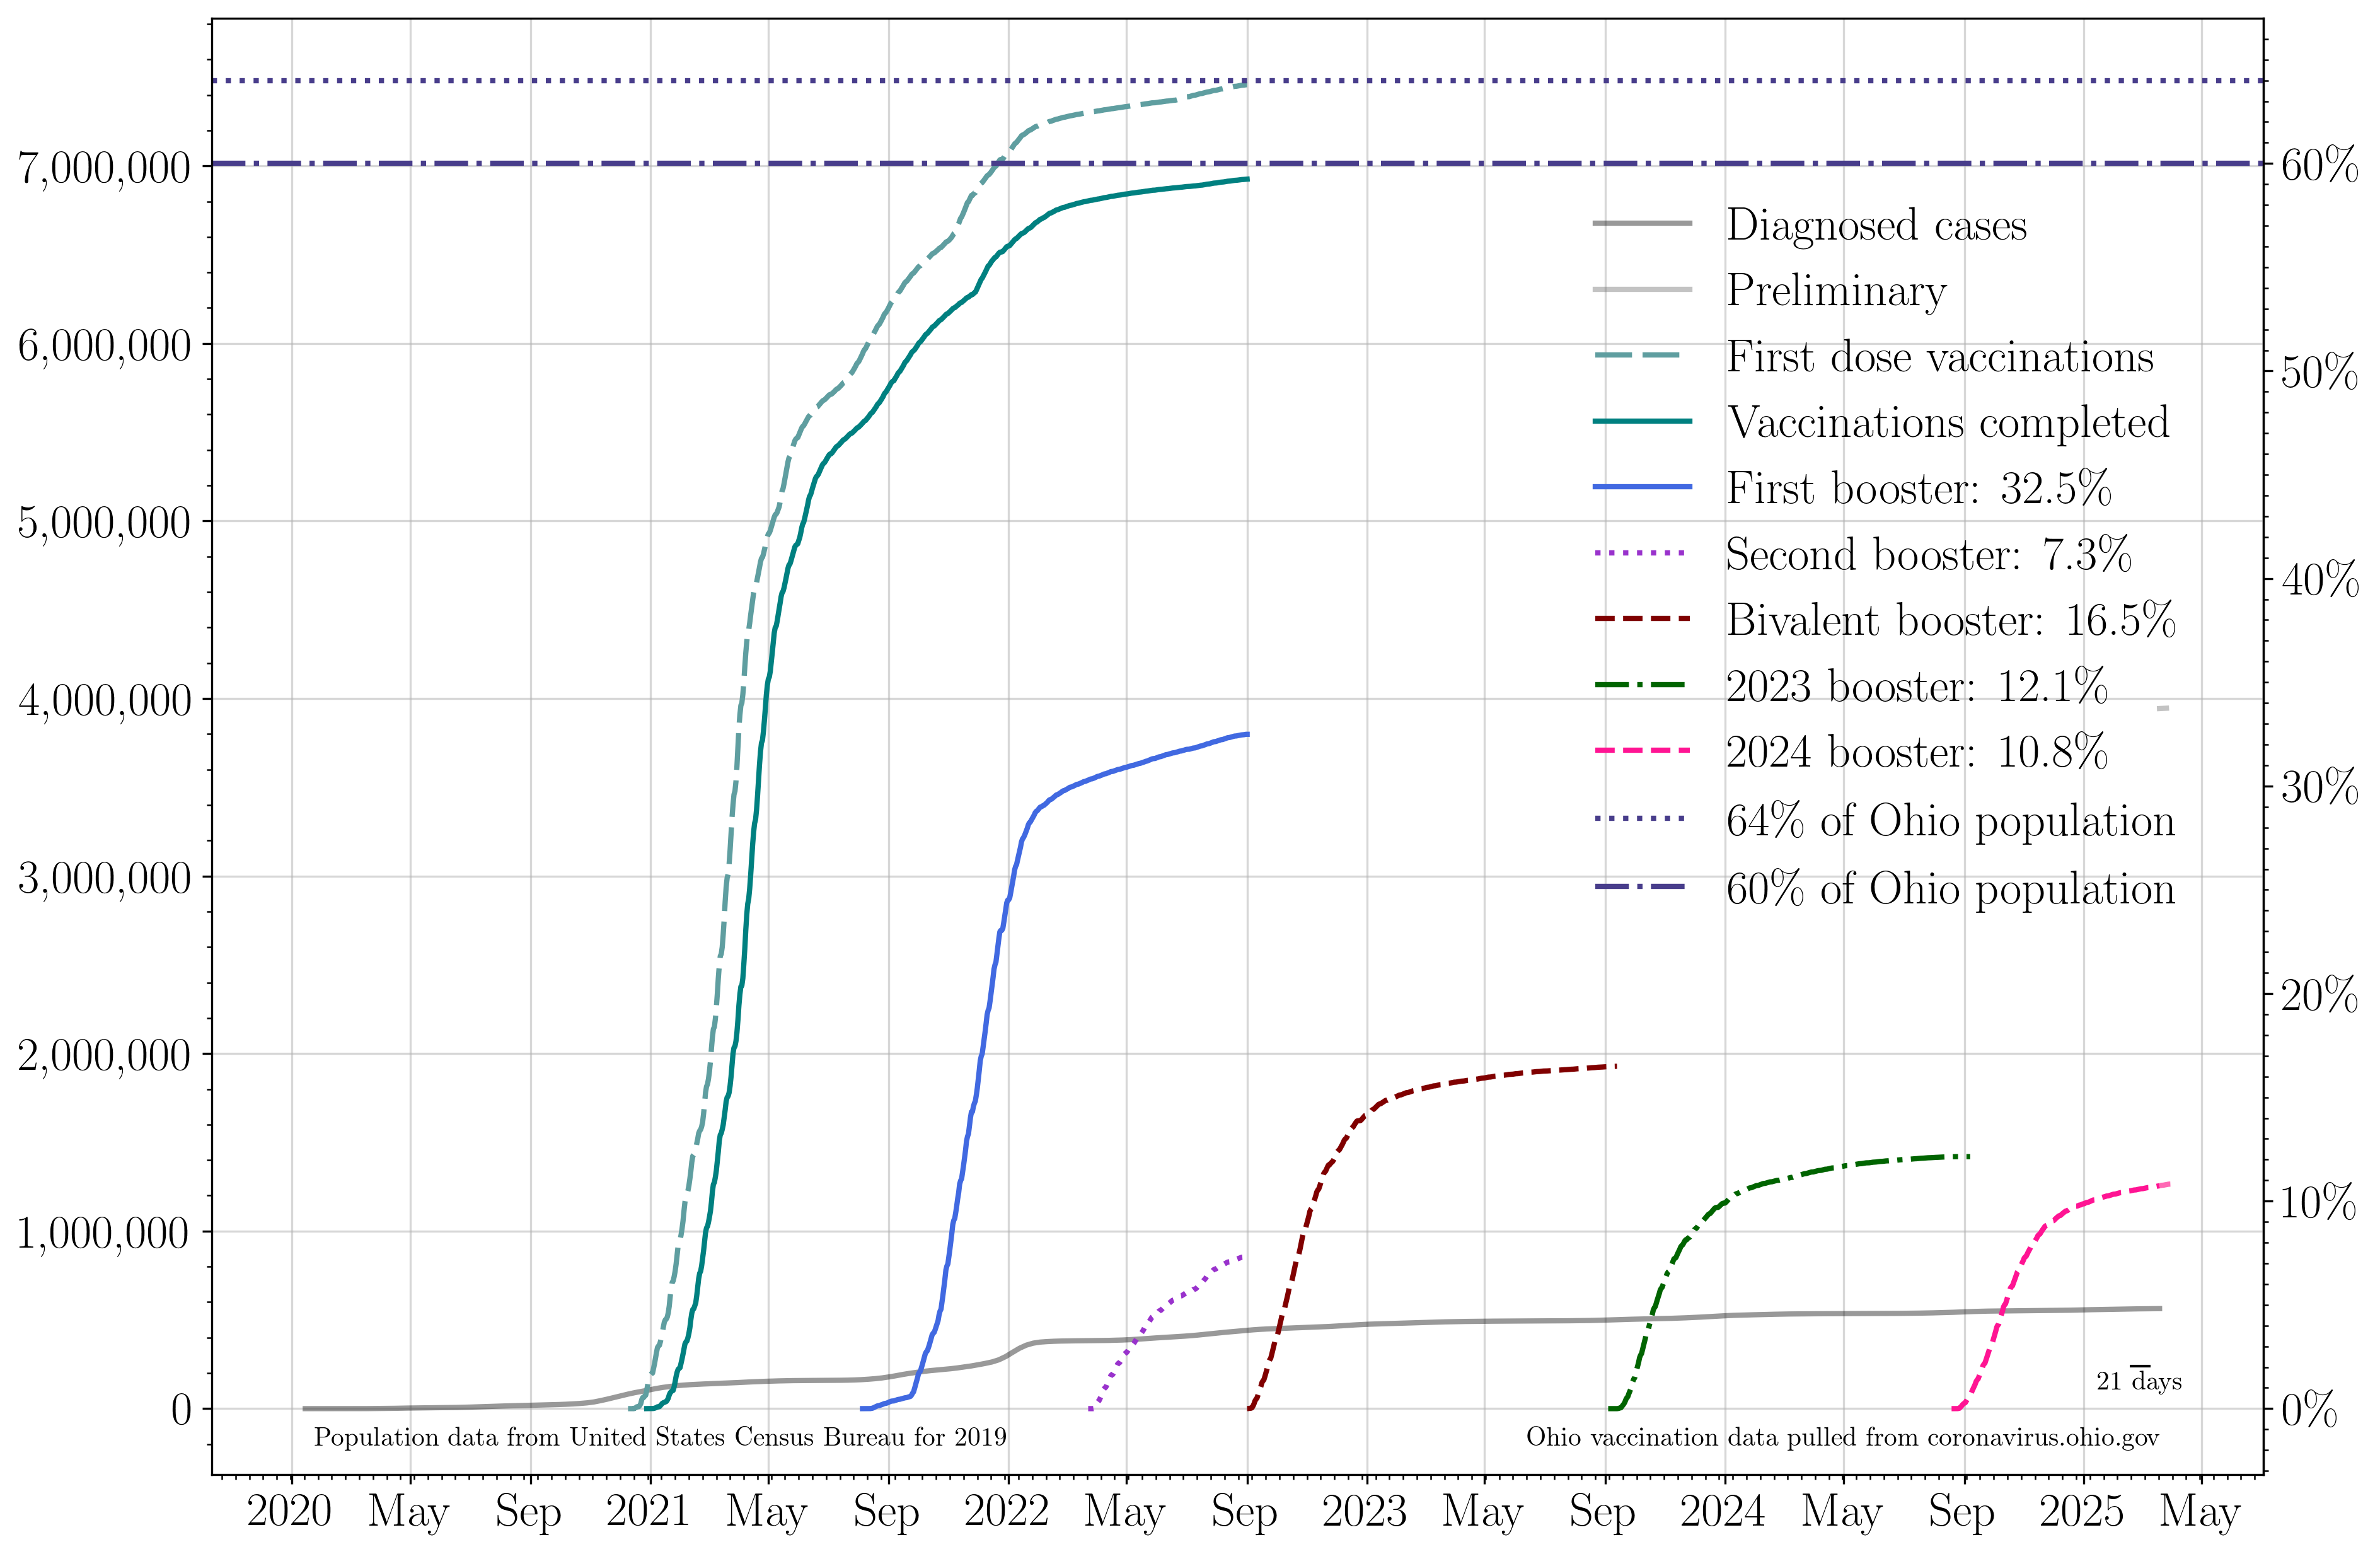 7,000,000
6,000,000
5,000,000
4,000,000
3,000,000
2,000,000
1,000,000
0
60%
50%
40%
30%
20%
10%
0%
Diagnosed cases
Preliminary
First dose vaccinations
Vaccinations completed
First booster: 32.5%
Second booster: 7.3%
Bivalent booster: 16.5%
2023 booster: 12.1%
2024 booster: 10.8%
64% of Ohio population
60% of Ohio population
21 days
Population data from United States Census Bureau for 2019
Ohio vaccination data pulled from coronavirus.ohio.gov
2020 May Sep 2021 May Sep 2022 May Sep 2023 May Sep 2024 May Sep 2025 May